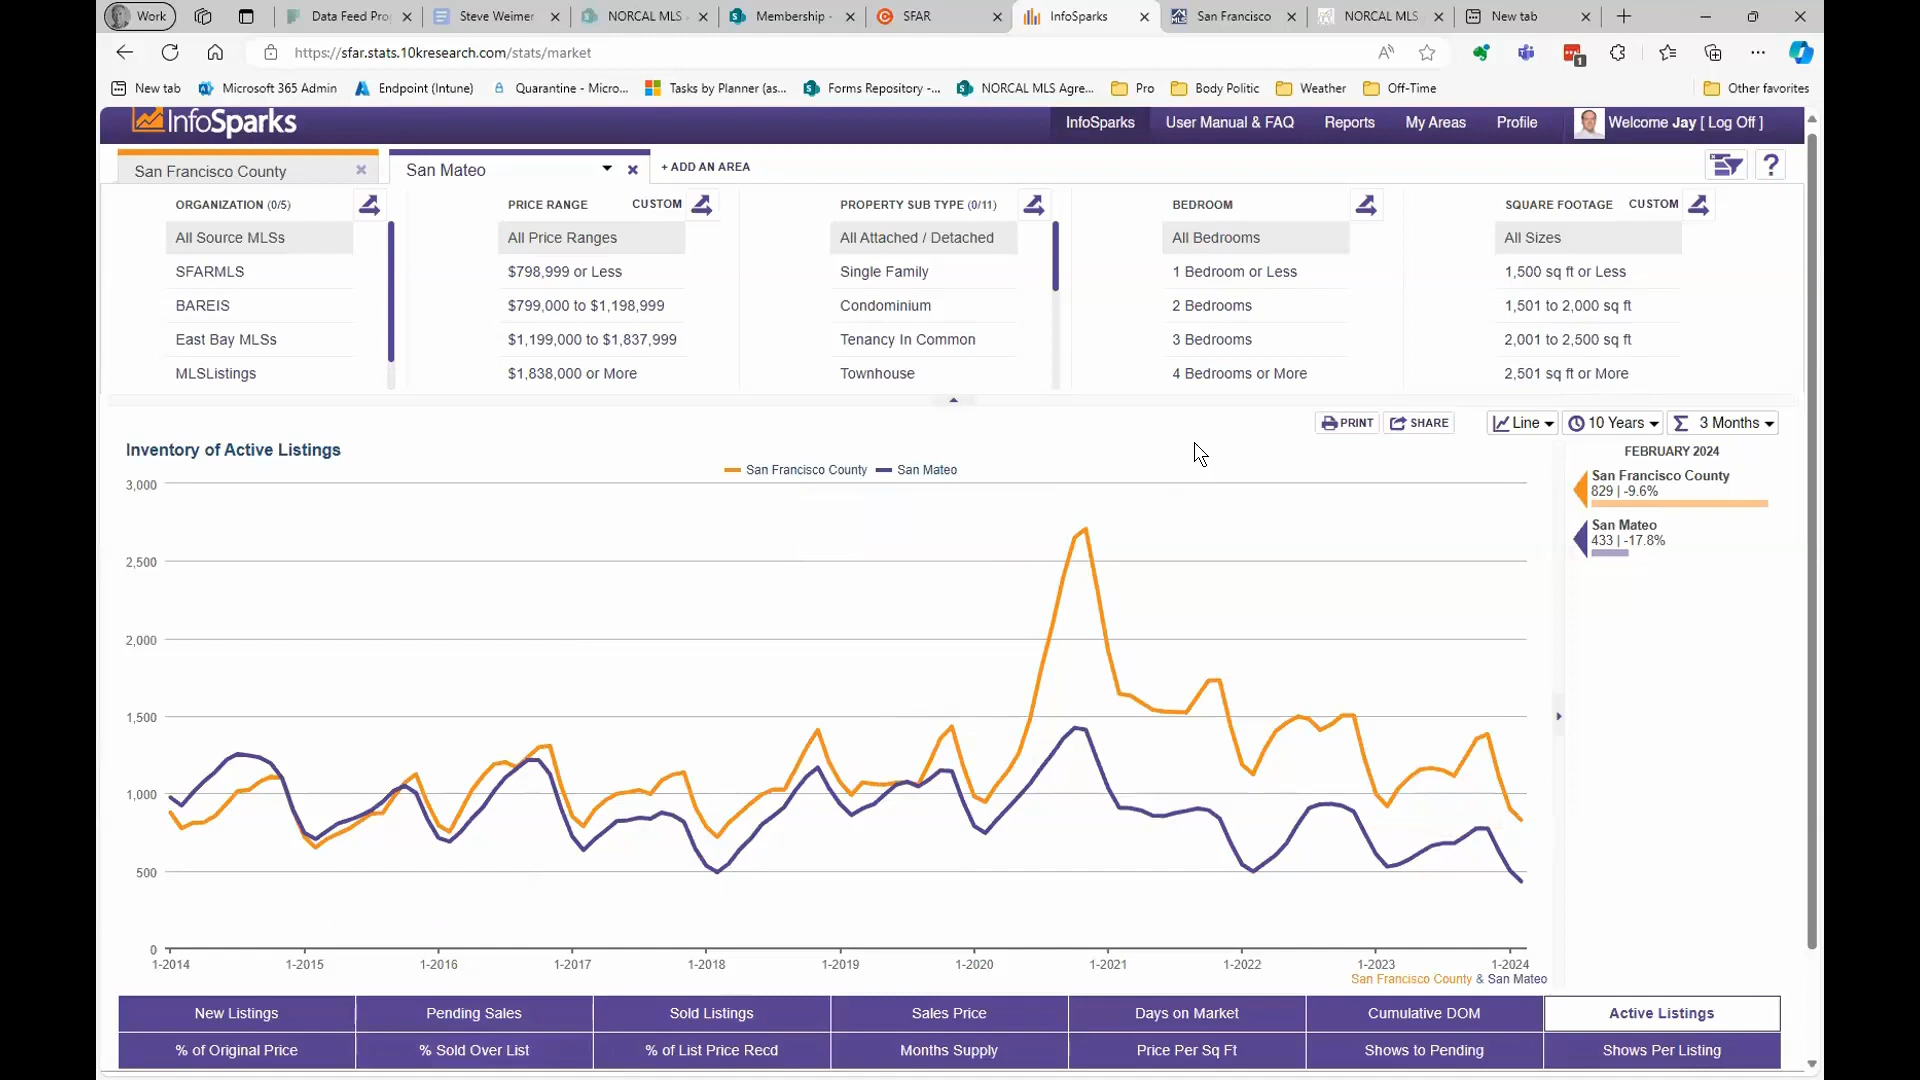 Work
Data Feed Pro
Steve Weimer
NORCAL MLS
Membership -
SFAR
InfoSparks
San Francisco
NORCAL MLS
New tab
https://sfar.stats.10kresearch.com/stats/market
1
New tab
Microsoft 365 Admin
Endpoint (Intune)
Quarantine - Micro...
Tasks by Planner (as...
Forms Repository -...
NORCAL MLS Agre...
Pro
Body Politic
Weather
Off-Time
Other favorites
InfoSparks
InfoSparks
User Manual & FAQ
Reports
My Areas
Profile
Welcome Jay [ Log Off ]
San Francisco County
San Mateo
+ ADD AN AREA
?
ORGANIZATION (0/5)
All Source MLSs
SFARMLS
BAREIS
East Bay MLSs
MLSListings
PRICE RANGE CUSTOM
All Price Ranges
$798,999 or Less
$799,000 to $1,198,999
$1,199,000 to $1,837,999
$1,838,000 or More
PROPERTY SUB TYPE (0/11)
All Attached / Detached
Single Family
Condominium
Tenancy In Common
Townhouse
BEDROOM
All Bedrooms
1 Bedroom or Less
2 Bedrooms
3 Bedrooms
4 Bedrooms or More
SQUARE FOOTAGE CUSTOM
All Sizes
1,500 sq ft or Less
1,501 to 2,000 sq ft
2,001 to 2,500 sq ft
2,501 sq ft or More
PRINT
SHARE
Line
10 Years
3 Months
Inventory of Active Listings
San Francisco County San Mateo
3,000
2,500
2,000
1,500
1,000
500
0
1-2014 1-2015 1-2016 1-2017 1-2018 1-2019 1-2020 1-2021 1-2022 1-2023 1-2024
San Francisco County & San Mateo
FEBRUARY 2024
San Francisco County
829 | -9.6%
San Mateo
433 | -17.8%
New Listings
Pending Sales
Sold Listings
Sales Price
Days on Market
Cumulative DOM
Active Listings
% of Original Price
% Sold Over List
% of List Price Recd
Months Supply
Price Per Sq Ft
Shows to Pending
Shows Per Listing